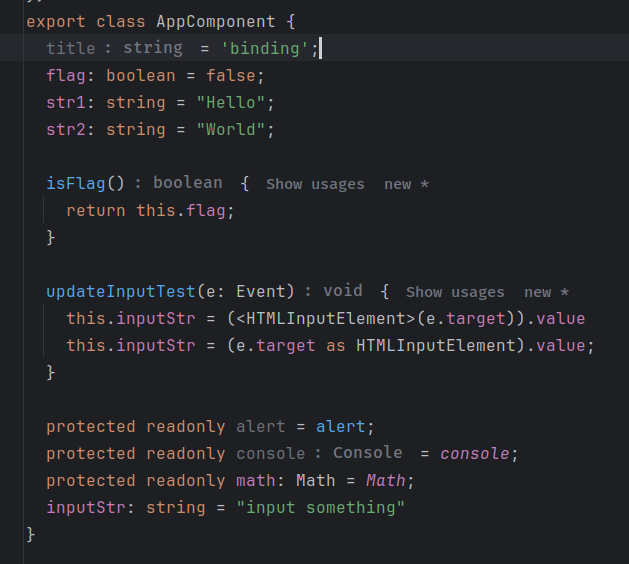 export class AppComponent {
  title : string = 'binding';
  flag: boolean = false;
  str1: string = "Hello";
  str2: string = "World";
  isFlag() : boolean { Show usages new *
    return this.flag;
  }
  updateInputTest(e: Event) : void { Show usages new *
    this.inputStr = (<HTMLInputElement>(e.target)).value
    this.inputStr = (e.target as HTMLInputElement).value;
  }
  protected readonly alert = alert;
  protected readonly console : Console = console;
  protected readonly math: Math = Math;
  inputStr: string = "input something"
}